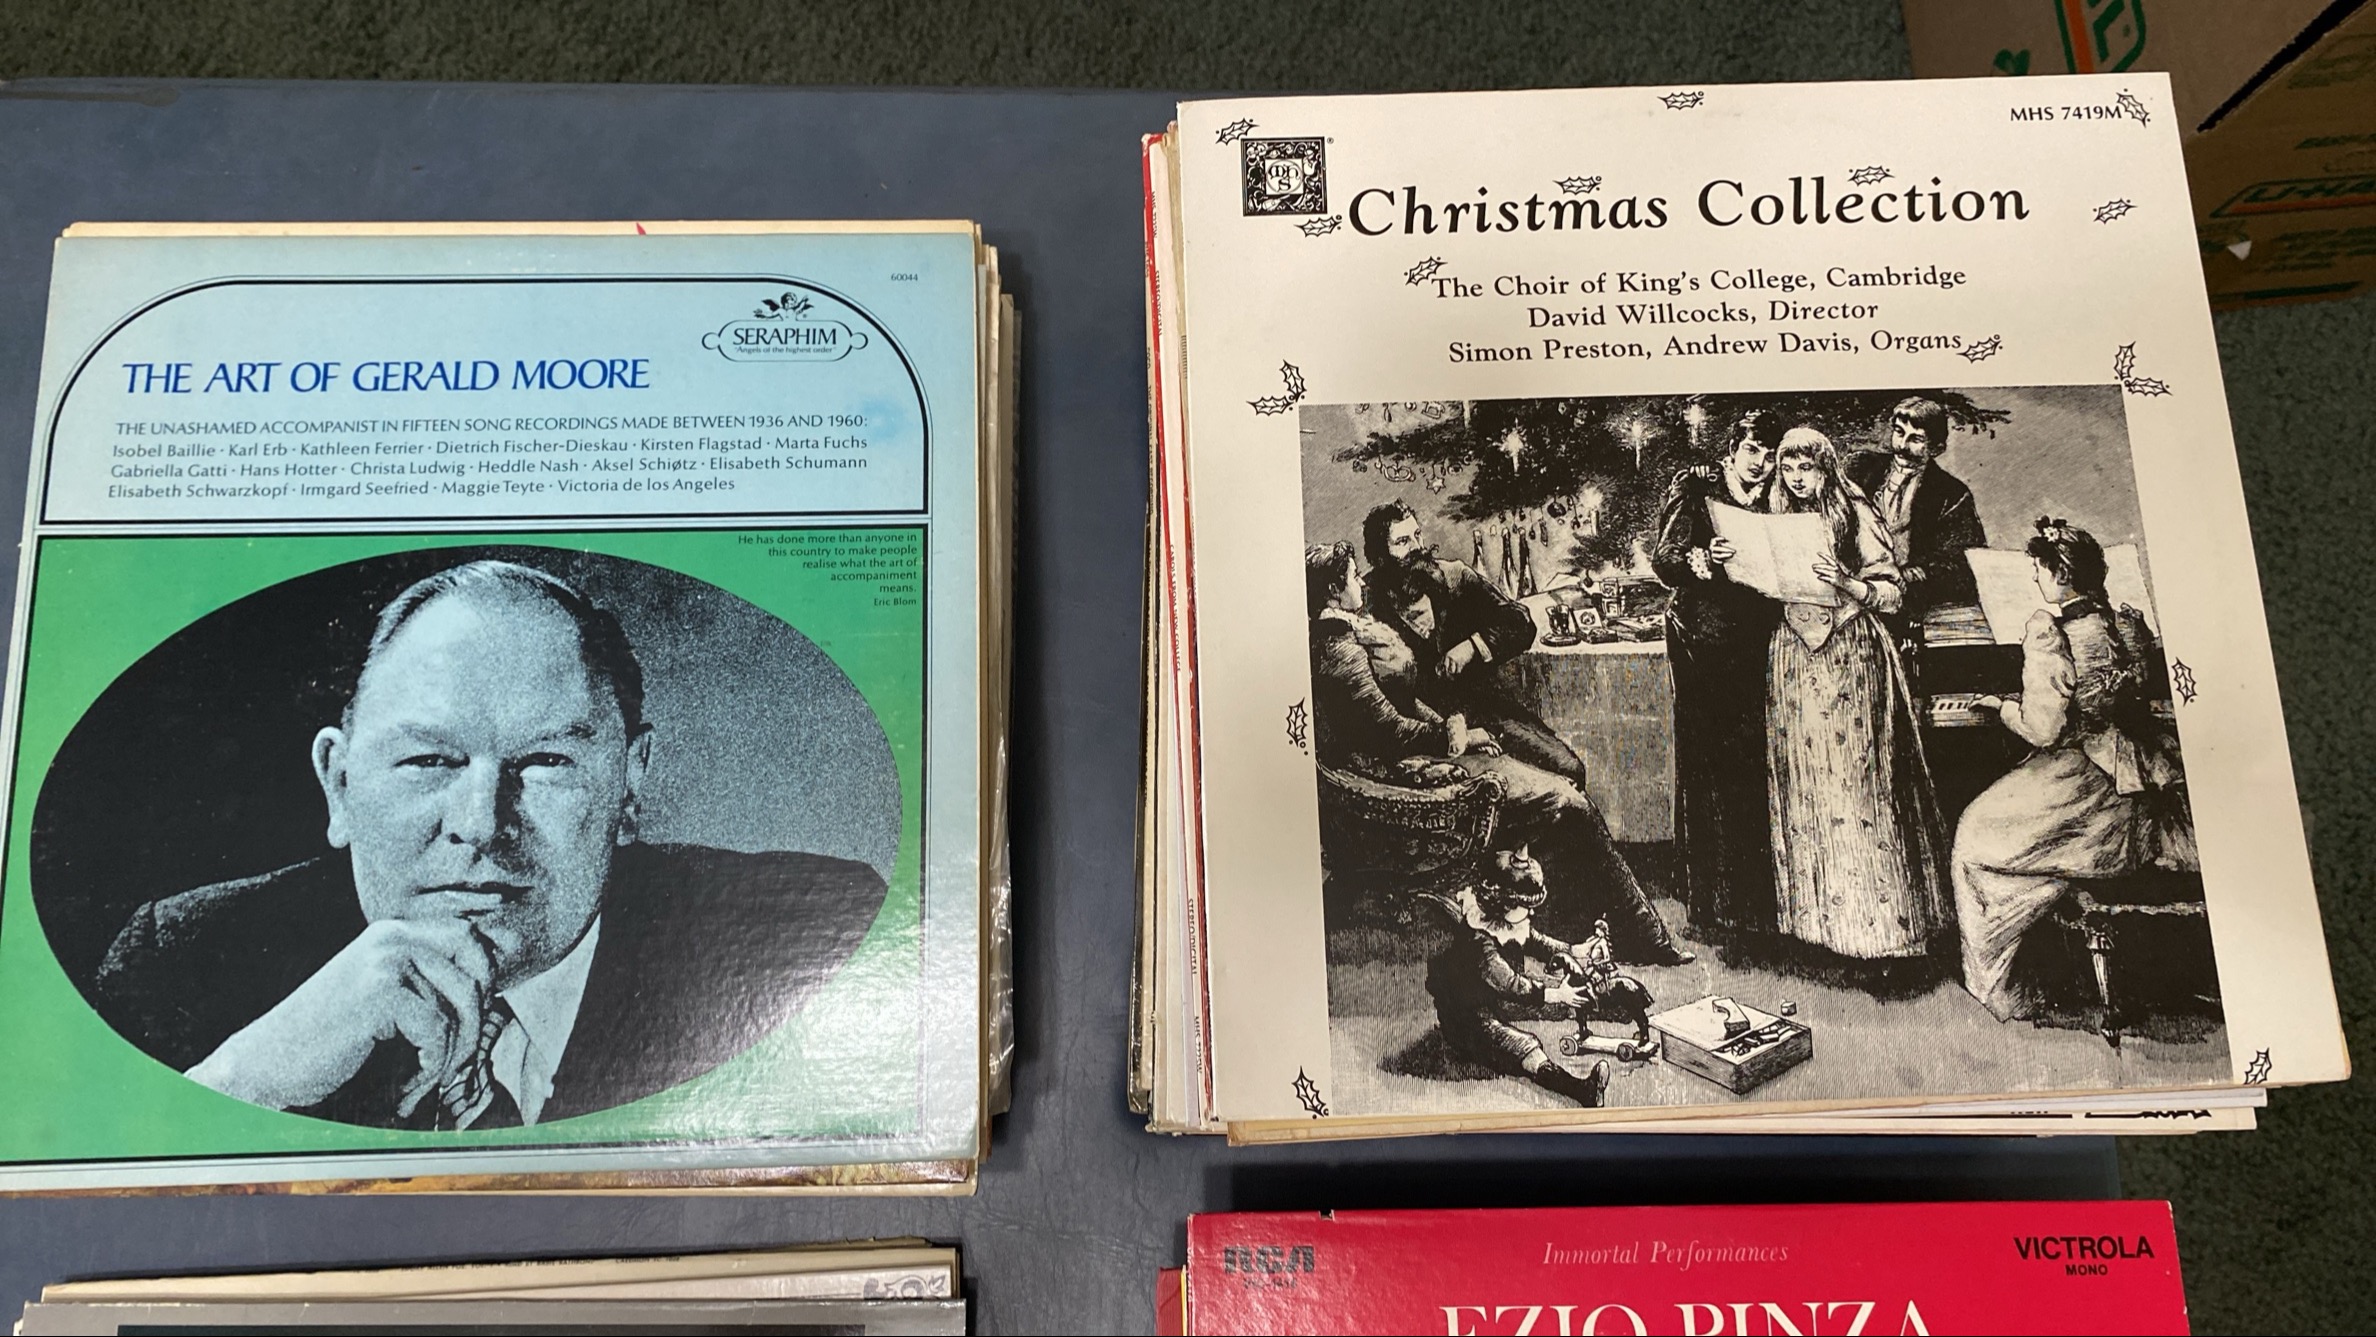 60044
SERAPHIM
"Angels of the highest order"
THE ART OF GERALD MOORE
THE UNASHAMED ACCOMPANIST IN FIFTEEN SONG RECORDINGS MADE BETWEEN 1936 AND 1960:
Isobel Baillie · Karl Erb · Kathleen Ferrier · Dietrich Fischer-Dieskau · Kirsten Flagstad · Marta Fuchs
Gabriella Gatti · Hans Hotter · Christa Ludwig · Heddle Nash · Aksel Schiøtz · Elisabeth Schumann
Elisabeth Schwarzkopf · Irmgard Seefried · Maggie Teyte · Victoria de los Angeles
He has done more than anyone in
this country to make people
realise what the art of
accompaniment
means.
Eric Blom
MHS 7419M
Christmas Collection
The Choir of King's College, Cambridge
David Willcocks, Director
Simon Preston, Andrew Davis, Organs
RCA
Immortal Performances
VICTROLA
MONO
EZIO PINZA